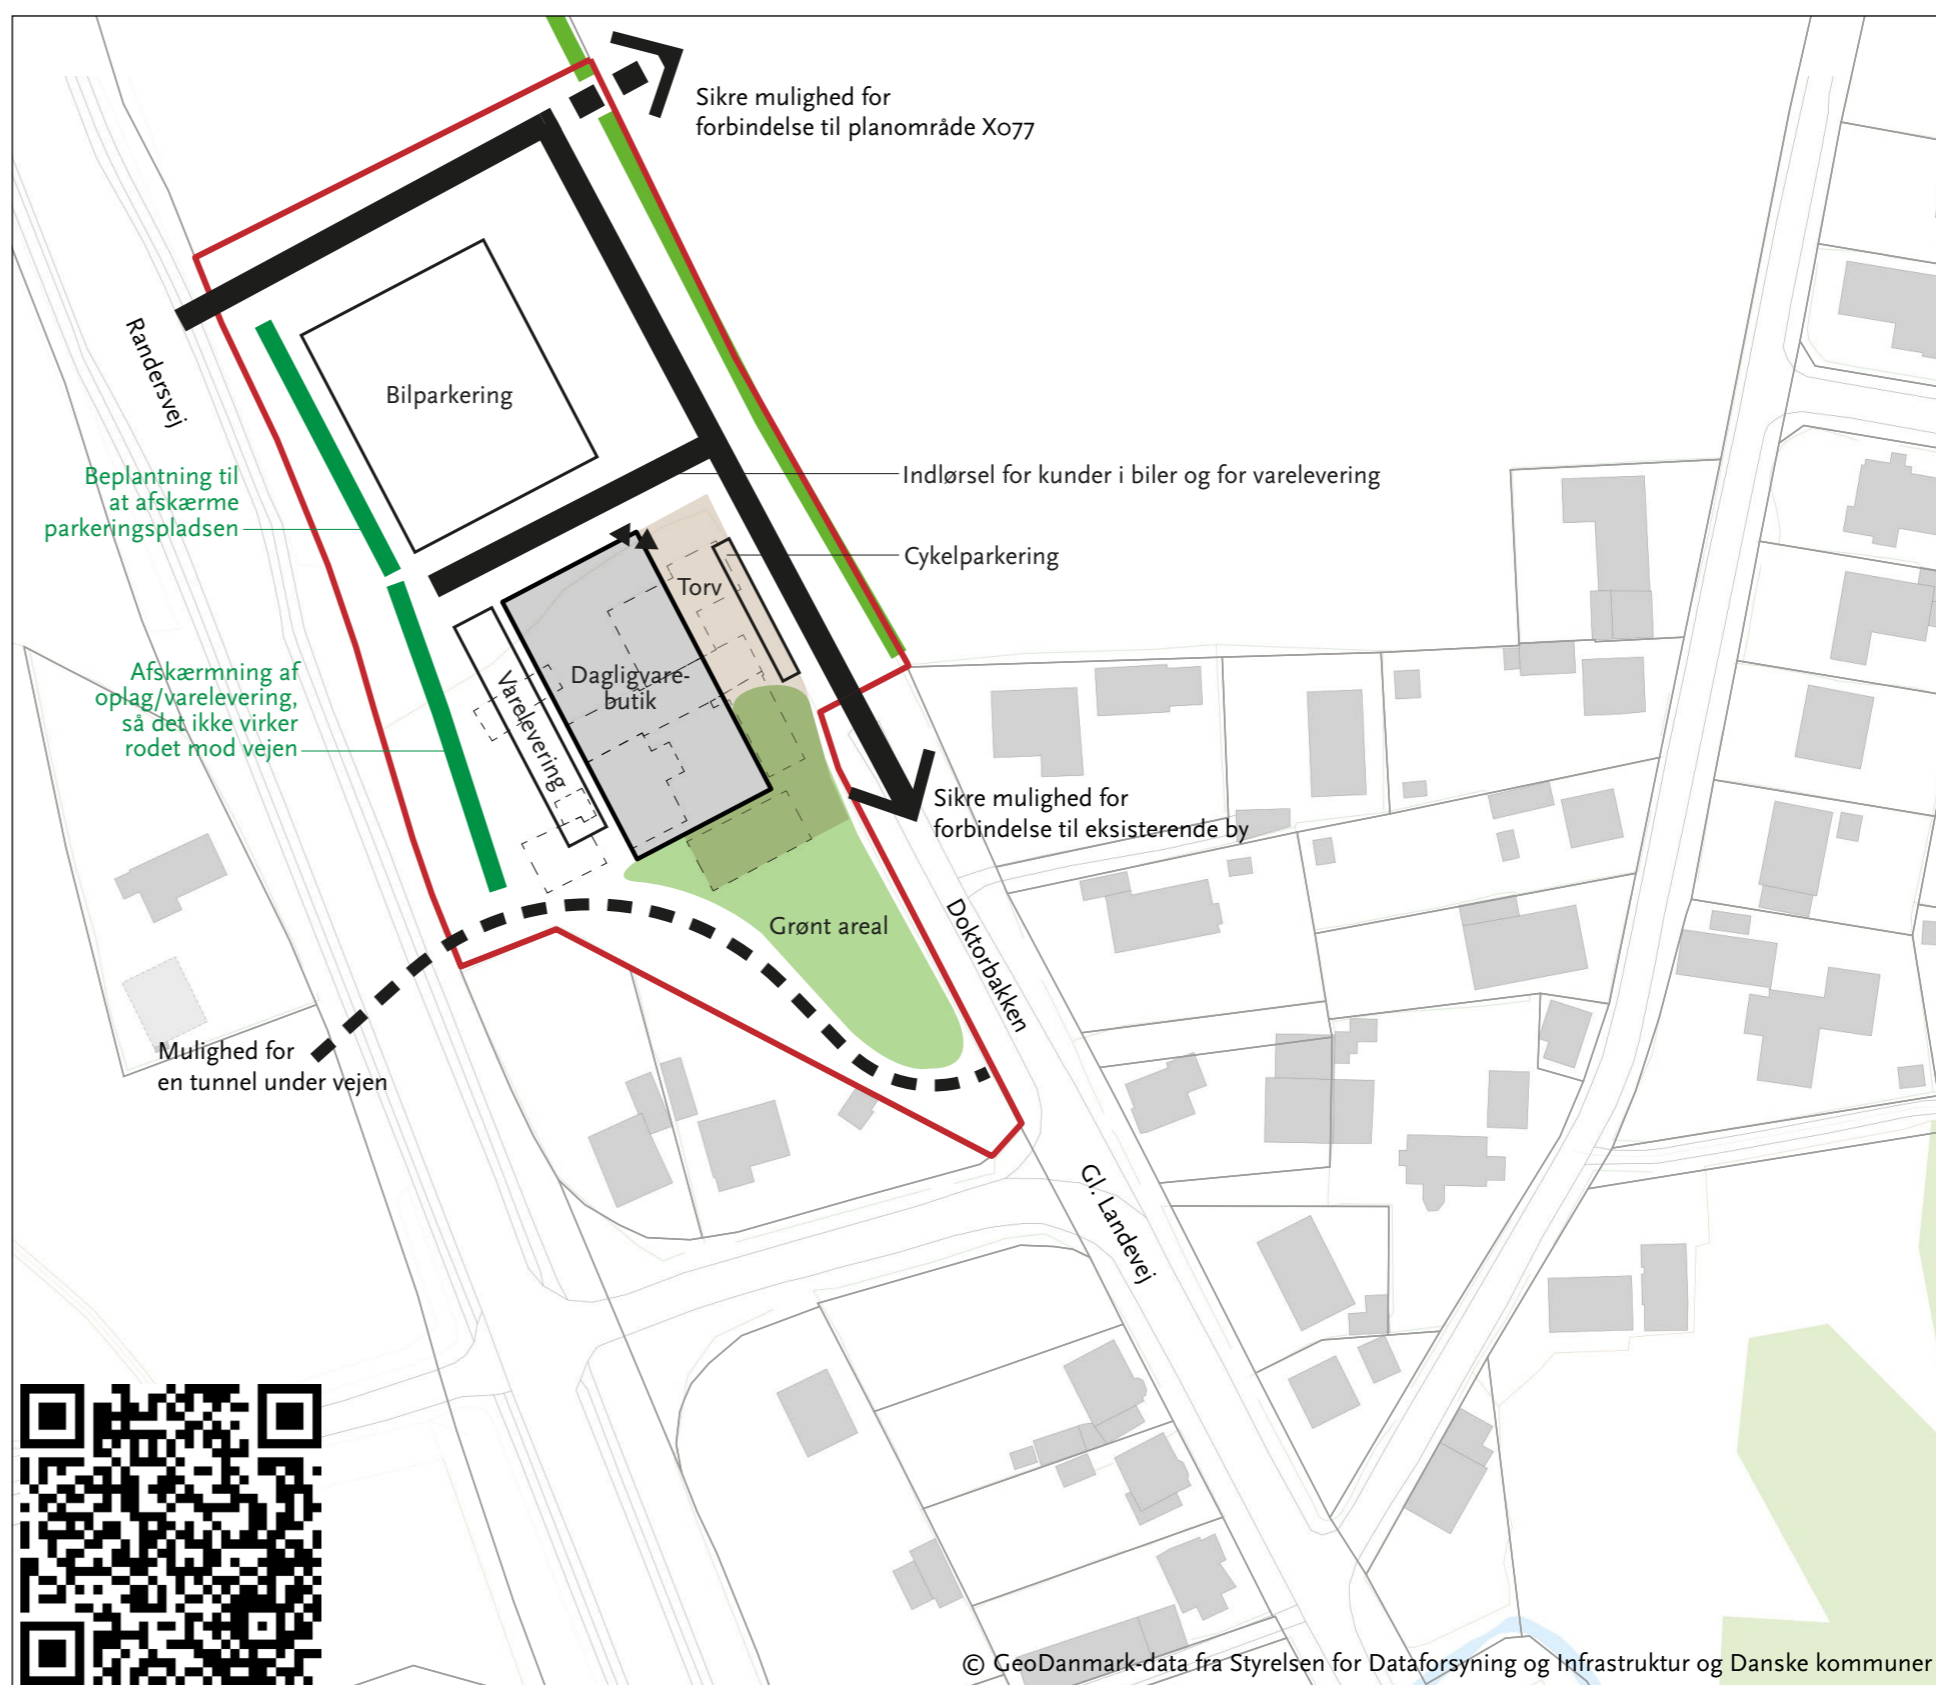 Sikre mulighed for
forbindelse til planområde X077
Randersvej
Bilparkering
Beplantning til
at afskærme
parkeringspladsen
Indlørsel for kunder i biler og for varelevering
Cykelparkering
Torv
Afskærmning af
oplag/varelevering,
så det ikke virker
rodet mod vejen
Varelevering
Dagligvare-
butik
Sikre mulighed for
forbindelse til eksisterende by
Grønt areal
Doktorbakken
Mulighed for
en tunnel under vejen
Gl. Landevej
© GeoDanmark-data fra Styrelsen for Dataforsyning og Infrastruktur og Danske kommuner